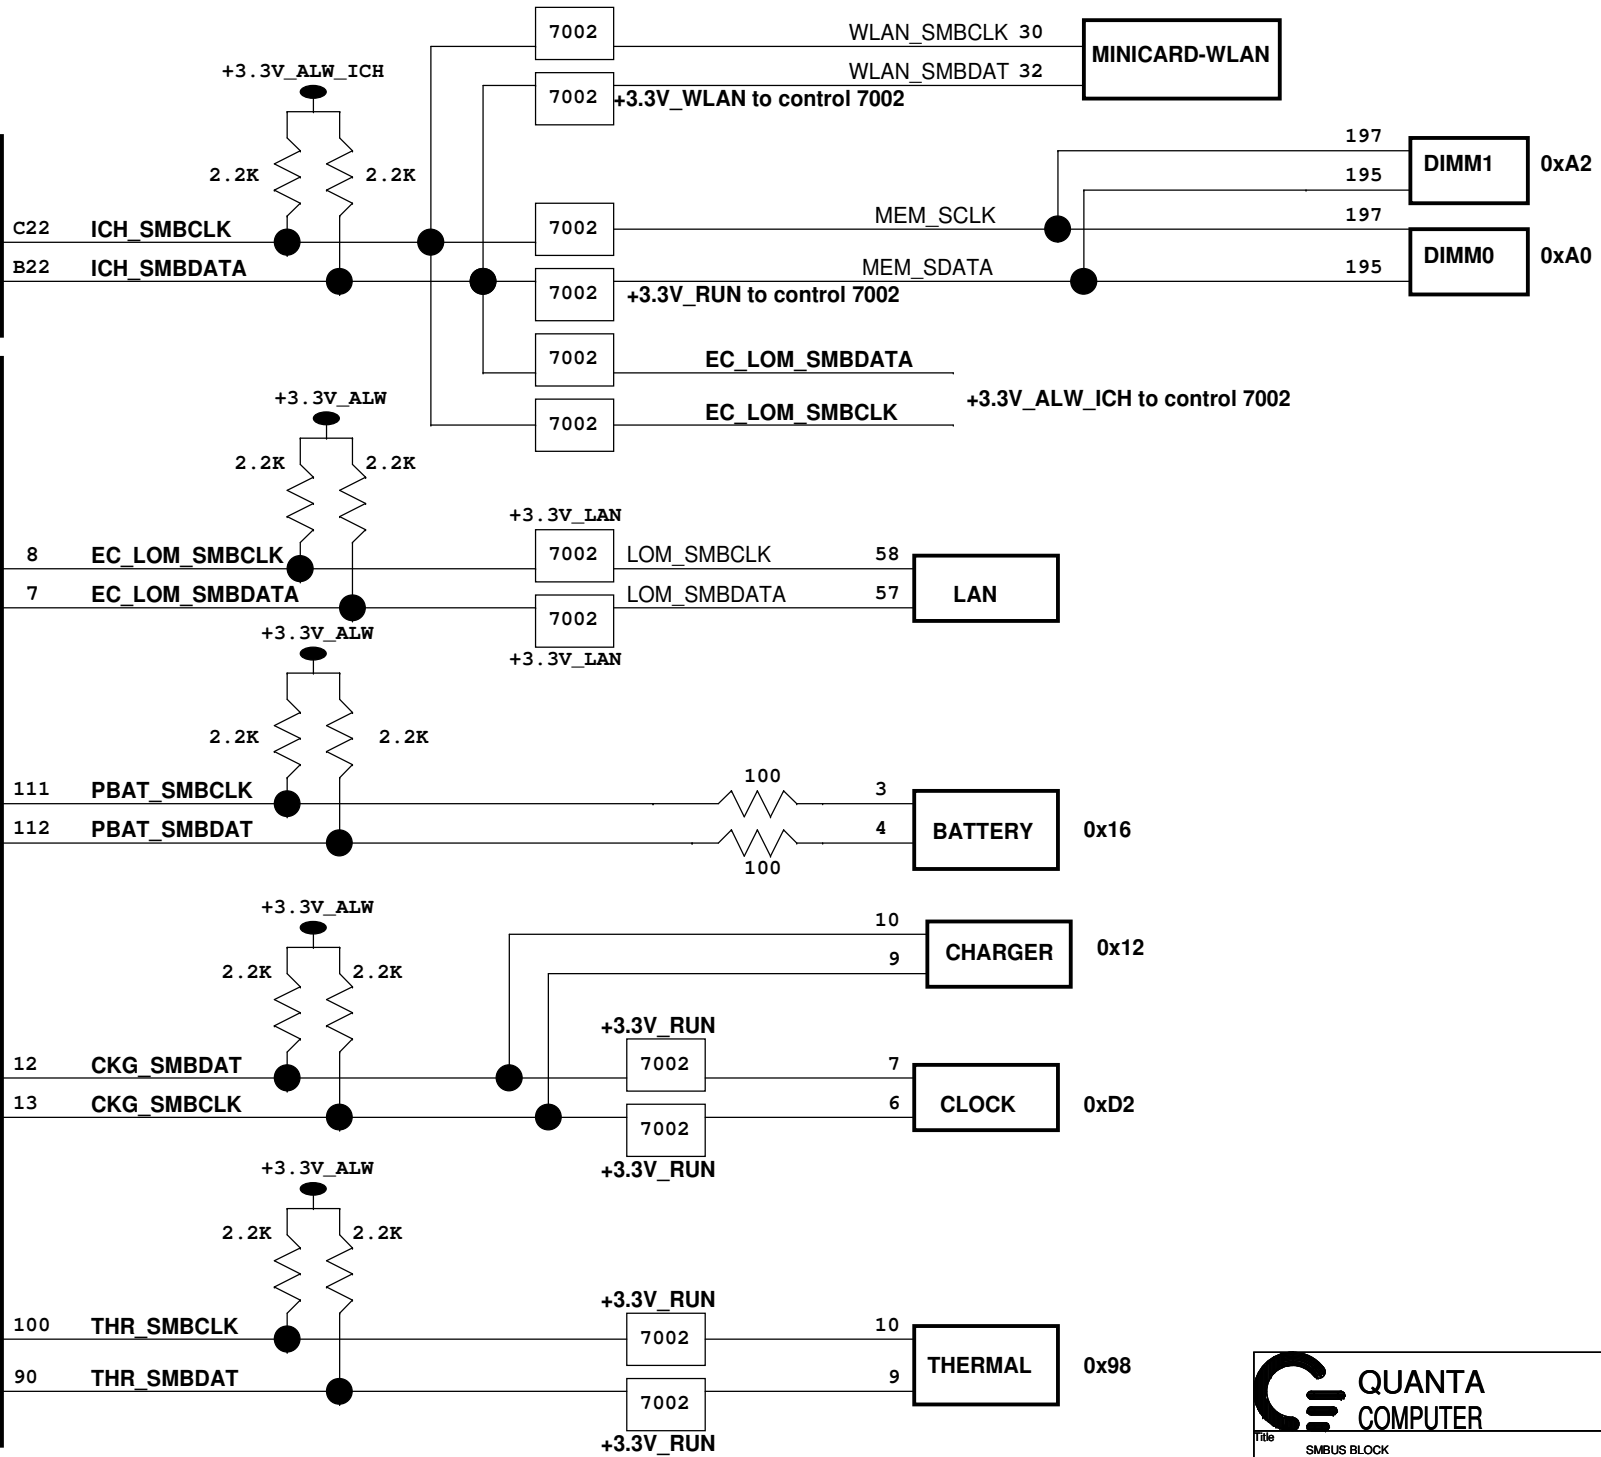 7002 WLAN_SMBCLK 30
MINICARD-WLAN
+3.3V_ALW_ICH
WLAN_SMBDAT 32
7002 +3.3V_WLAN to control 7002
197
DIMM1 0xA2
2.2K 2.2K
195
C22 ICH_SMBCLK 7002 MEM_SCLK 197
DIMM0 0xA0
B22 ICH_SMBDATA MEM_SDATA 195
7002 +3.3V_RUN to control 7002
7002 EC_LOM_SMBDATA
+3.3V_ALW +3.3V_ALW_ICH to control 7002
7002 EC_LOM_SMBCLK
2.2K 2.2K
+3.3V_LAN
8 EC_LOM_SMBCLK 7002 LOM_SMBCLK 58
7 EC_LOM_SMBDATA LOM_SMBDATA 57 LAN
7002
+3.3V_ALW
+3.3V_LAN
2.2K 2.2K
100
111 PBAT_SMBCLK 3
112 PBAT_SMBDAT 4 BATTERY 0x16
100
+3.3V_ALW
10
CHARGER 0x12
9
2.2K 2.2K
+3.3V_RUN
12 CKG_SMBDAT 7002 7
13 CKG_SMBCLK 6 CLOCK 0xD2
7002
+3.3V_ALW +3.3V_RUN
2.2K 2.2K
+3.3V_RUN
100 THR_SMBCLK 7002 10
THERMAL 0x98
90 THR_SMBDAT 9
7002
+3.3V_RUN
QUANTA
COMPUTER
Title
SMBUS BLOCK